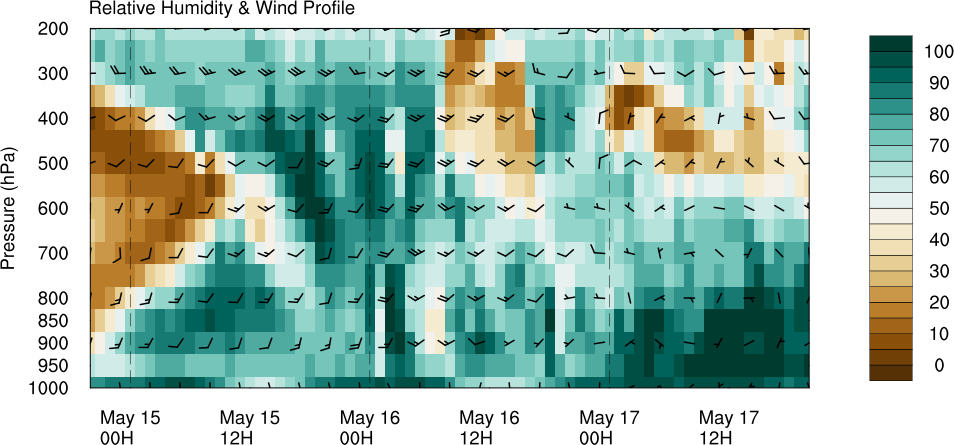 Relative Humidity & Wind Profile
Pressure (hPa)
200
300
400
500
600
700
800
850
900
950
1000
May 15 00H
May 15 12H
May 16 00H
May 16 12H
May 17 00H
May 17 12H
100
90
80
70
60
50
40
30
20
10
0